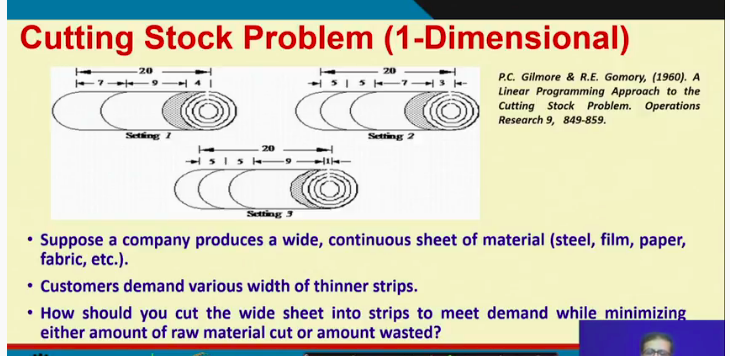 Cutting Stock Problem (1-Dimensional)
20
7 9 4
Setting 1
20
5 5 7 3
Setting 2
20
5 5 9 1
Setting 3
P.C. Gilmore & R.E. Gomory, (1960). A
Linear Programming Approach to the
Cutting Stock Problem. Operations
Research 9, 849-859.
• Suppose a company produces a wide, continuous sheet of material (steel, film, paper,
fabric, etc.).
• Customers demand various width of thinner strips.
• How should you cut the wide sheet into strips to meet demand while minimizing
either amount of raw material cut or amount wasted?